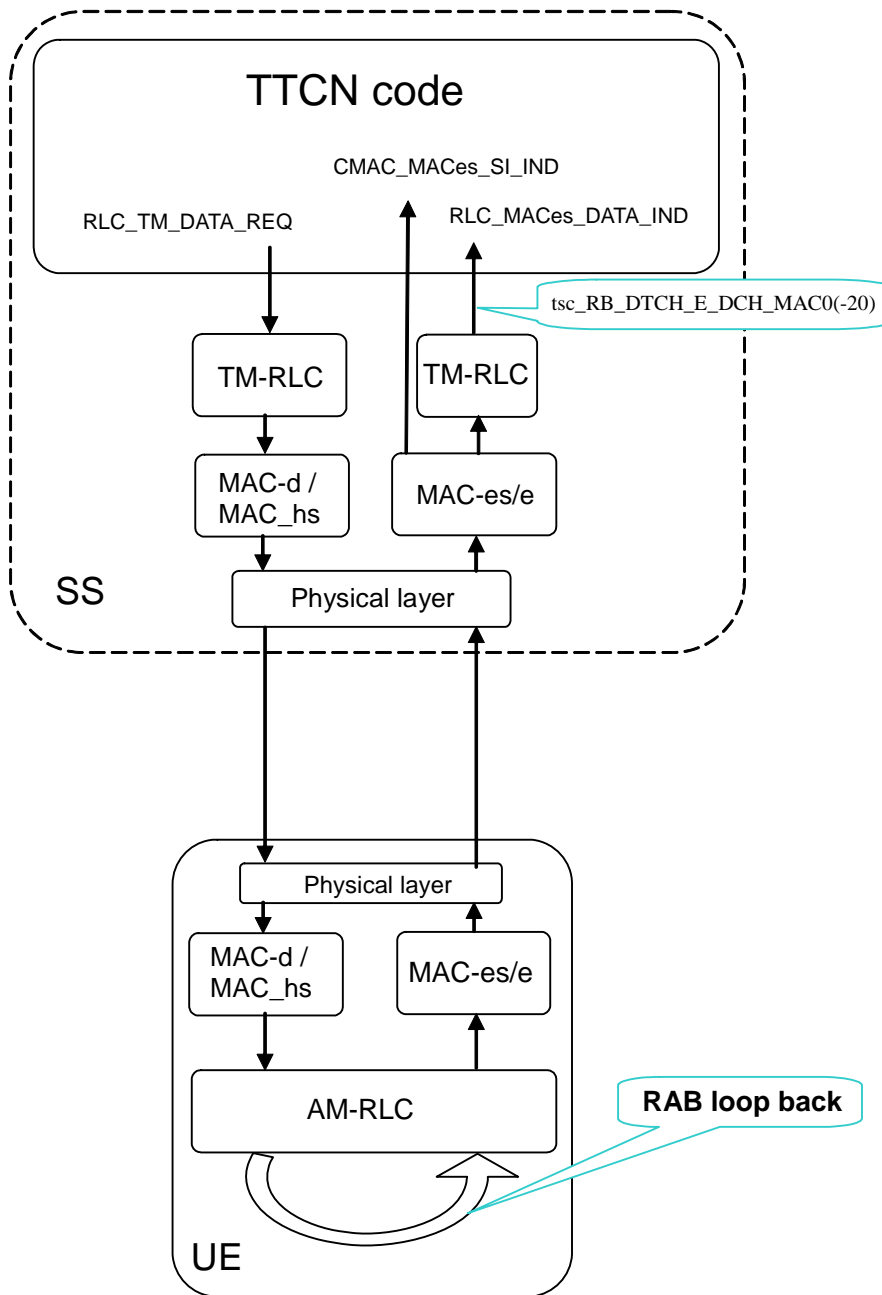 TTCN code
CMAC_MACes_SI_IND
RLC_TM_DATA_REQ
RLC_MACes_DATA_IND
tsc_RB_DTCH_E_DCH_MAC0(-20)
TM-RLC
TM-RLC
MAC-d /
MAC_hs
MAC-es/e
SS
Physical layer
Physical layer
MAC-d /
MAC_hs
MAC-es/e
AM-RLC
RAB loop back
UE